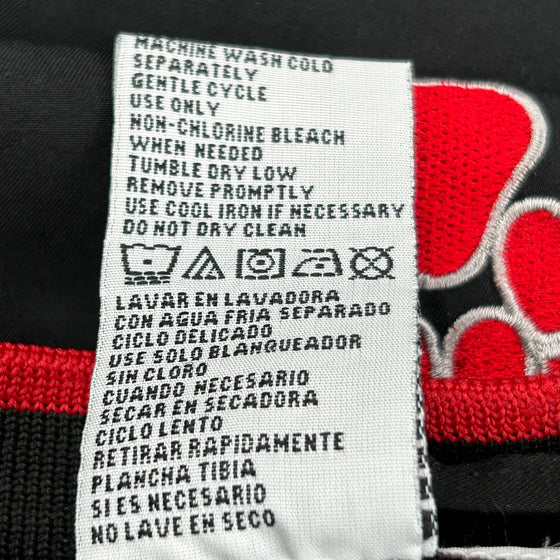 MACHINE WASH COLD
SEPARATELY
GENTLE CYCLE
USE ONLY
NON-CHLORINE BLEACH
WHEN NEEDED
TUMBLE DRY LOW
REMOVE PROMPTLY
USE COOL IRON IF NECESSARY
DO NOT DRY CLEAN
LAVAR EN LAVADORA
CON AGUA FRIA SEPARADO
CICLO DELICADO
USE SOLO BLANQUEADOR
SIN CLORO
CUANDO NECESARIO
SECAR EN SECADORA
CICLO LENTO
RETIRAR RAPIDAMENTE
PLANCHA TIBIA
SI ES NECESARIO
NO LAVE EN SECO